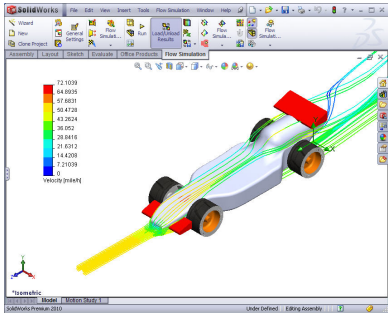 SolidWorks File Edit View Insert Tools Flow Simulation Window Help
Wizard
New
Clone Project
General Settings
Flow Simulati...
Run
Load/Unload Results
Flow Simula...
Flow Simulati...
Assembly Layout Sketch Evaluate Office Products Flow Simulation
72.1039
64.8935
57.6831
50.4728
43.2624
36.052
28.8416
21.6312
14.4208
7.21039
0
Velocity [mile/h]
Y
X
Z
*Isometric
Model Motion Study 1
SolidWorks Premium 2010 Under Defined Editing Assembly